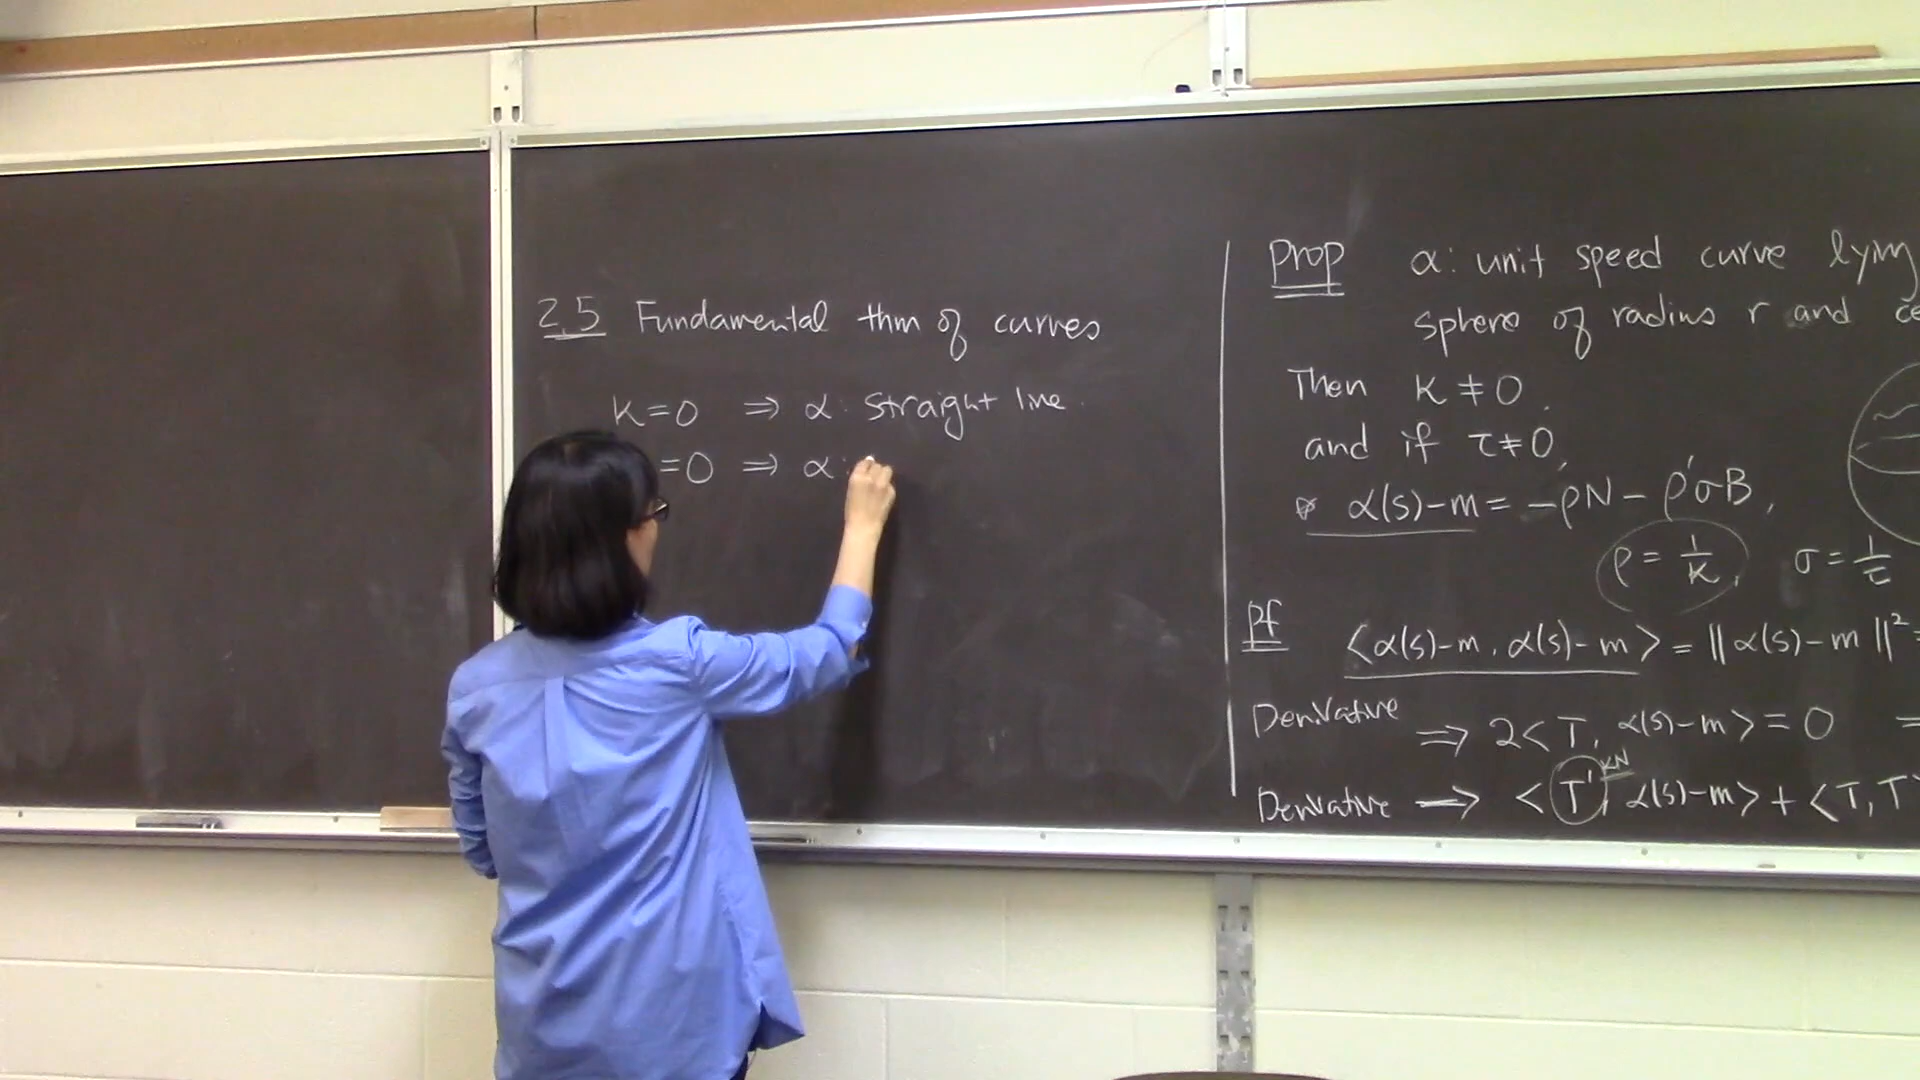 2.5 Fundamental thm of curves
κ=0 ⇒ α: straight line.
=0 ⇒ α:
Prop α: unit speed curve lying
sphere of radius r and ce
Then κ ≠ 0.
and if τ≠0,
α(s)-m = -ρN - ρ'σB,
ρ = 1/κ, σ = 1/τ
Pf <α(s)-m, α(s)-m> = ||α(s)-m||² =
Derivative ⇒ 2<T, α(s)-m> = 0 ⇒
κN
Derivative ⇒ <T', α(s)-m> + <T, T>